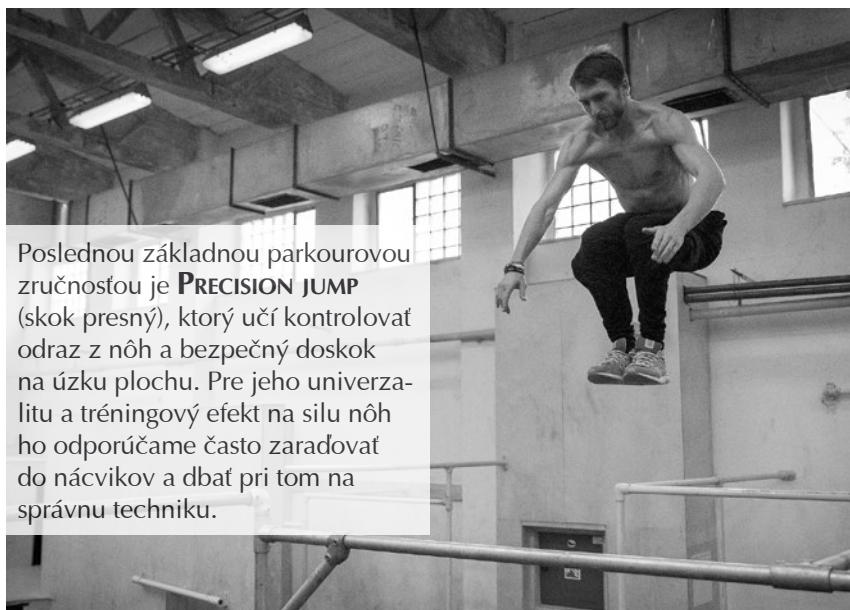 Poslednou základnou parkourovou
zručnosťou je PRECISION JUMP
(skok presný), ktorý učí kontrolovať
odraz z nôh a bezpečný doskok
na úzku plochu. Pre jeho univerza-
litu a tréningový efekt na silu nôh
ho odporúčame často zaraďovať
do nácvikov a dbať pri tom na
správnu techniku.